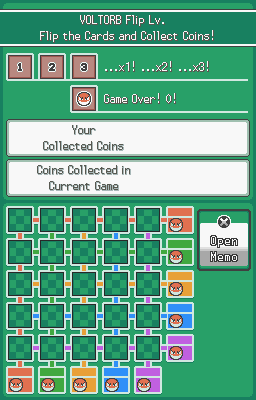 VOLTORB Flip Lv.
Flip the Cards and Collect Coins!
1 2 3 ...x1! ...x2! ...x3!
Game Over! 0!
Your
Collected Coins
Coins Collected in
Current Game
Open
Memo